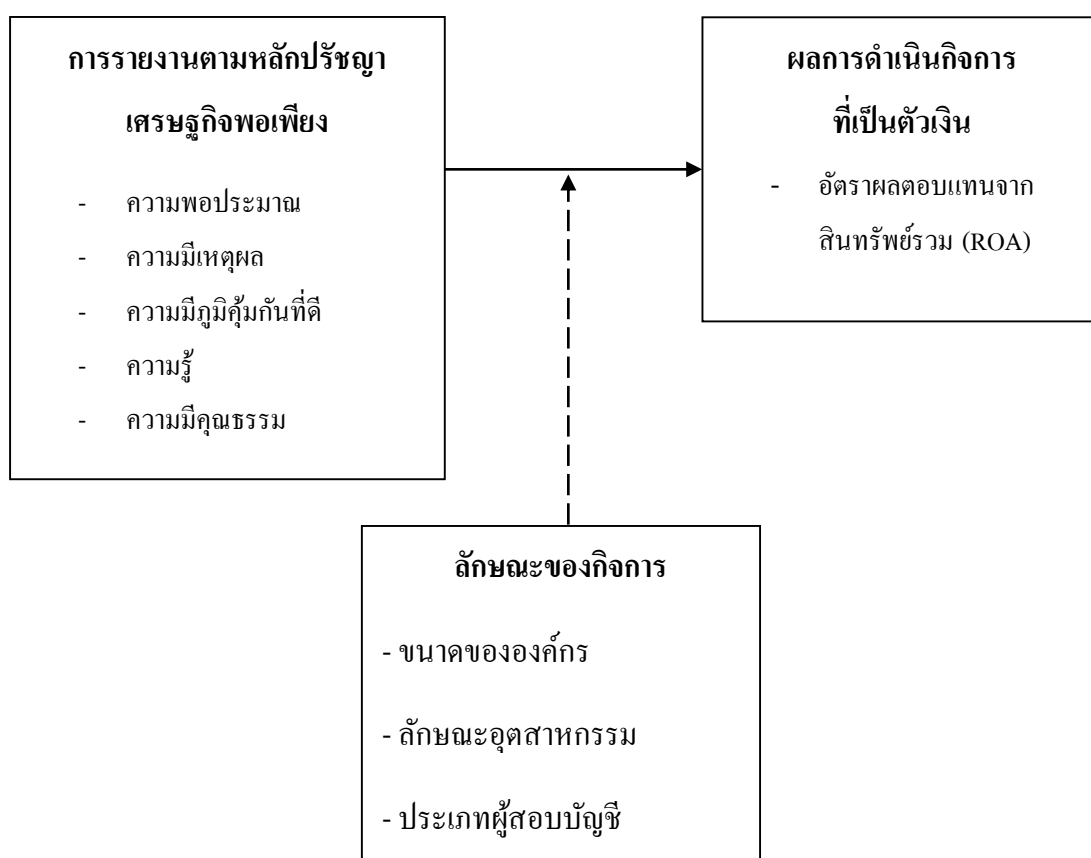 การรายงานตามหลักปรัชญา
เศรษฐกิจพอเพียง
- ความพอประมาณ
- ความมีเหตุผล
- ความมีภูมิคุ้มกันที่ดี
- ความรู้
- ความมีคุณธรรม
ผลการดำเนินกิจการ
ที่เป็นตัวเงิน
- อัตราผลตอบแทนจาก
สินทรัพย์รวม (ROA)
ลักษณะของกิจการ
- ขนาดขององค์กร
- ลักษณะอุตสาหกรรม
- ประเภทผู้สอบบัญชี